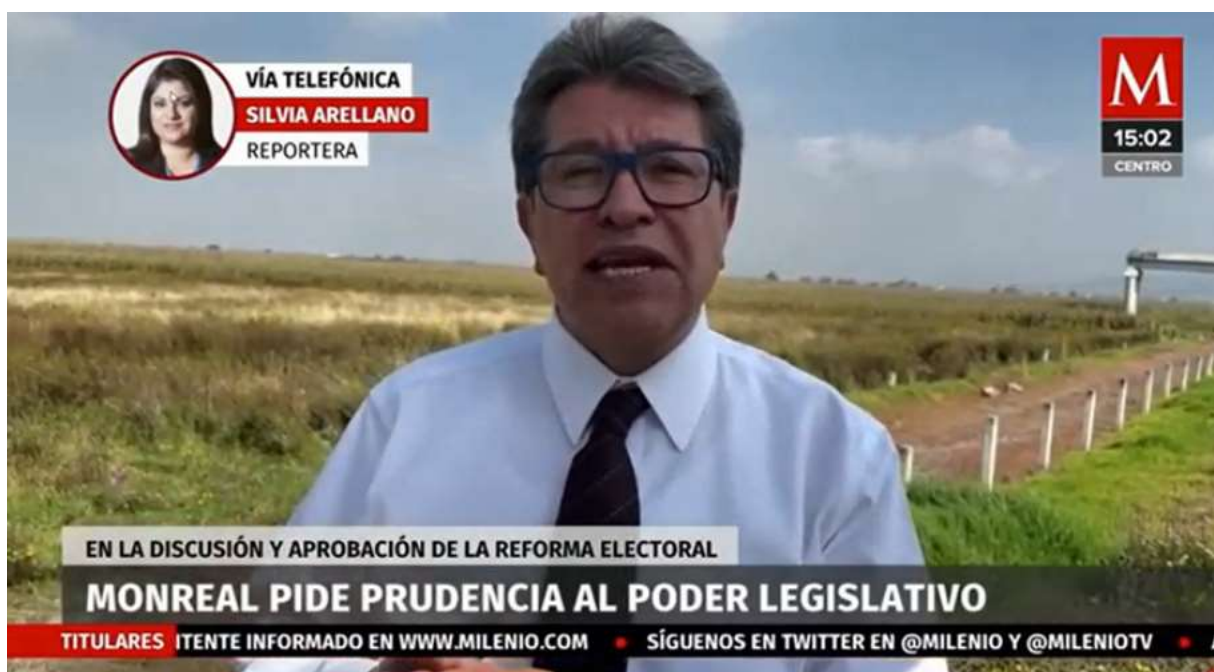 VÍA TELEFÓNICA
SILVIA ARELLANO
REPORTERA
M
15:02
CENTRO
EN LA DISCUSIÓN Y APROBACIÓN DE LA REFORMA ELECTORAL
MONREAL PIDE PRUDENCIA AL PODER LEGISLATIVO
TITULARES ITENTE INFORMADO EN WWW.MILENIO.COM • SÍGUENOS EN TWITTER EN @MILENIO Y @MILENIOTV •